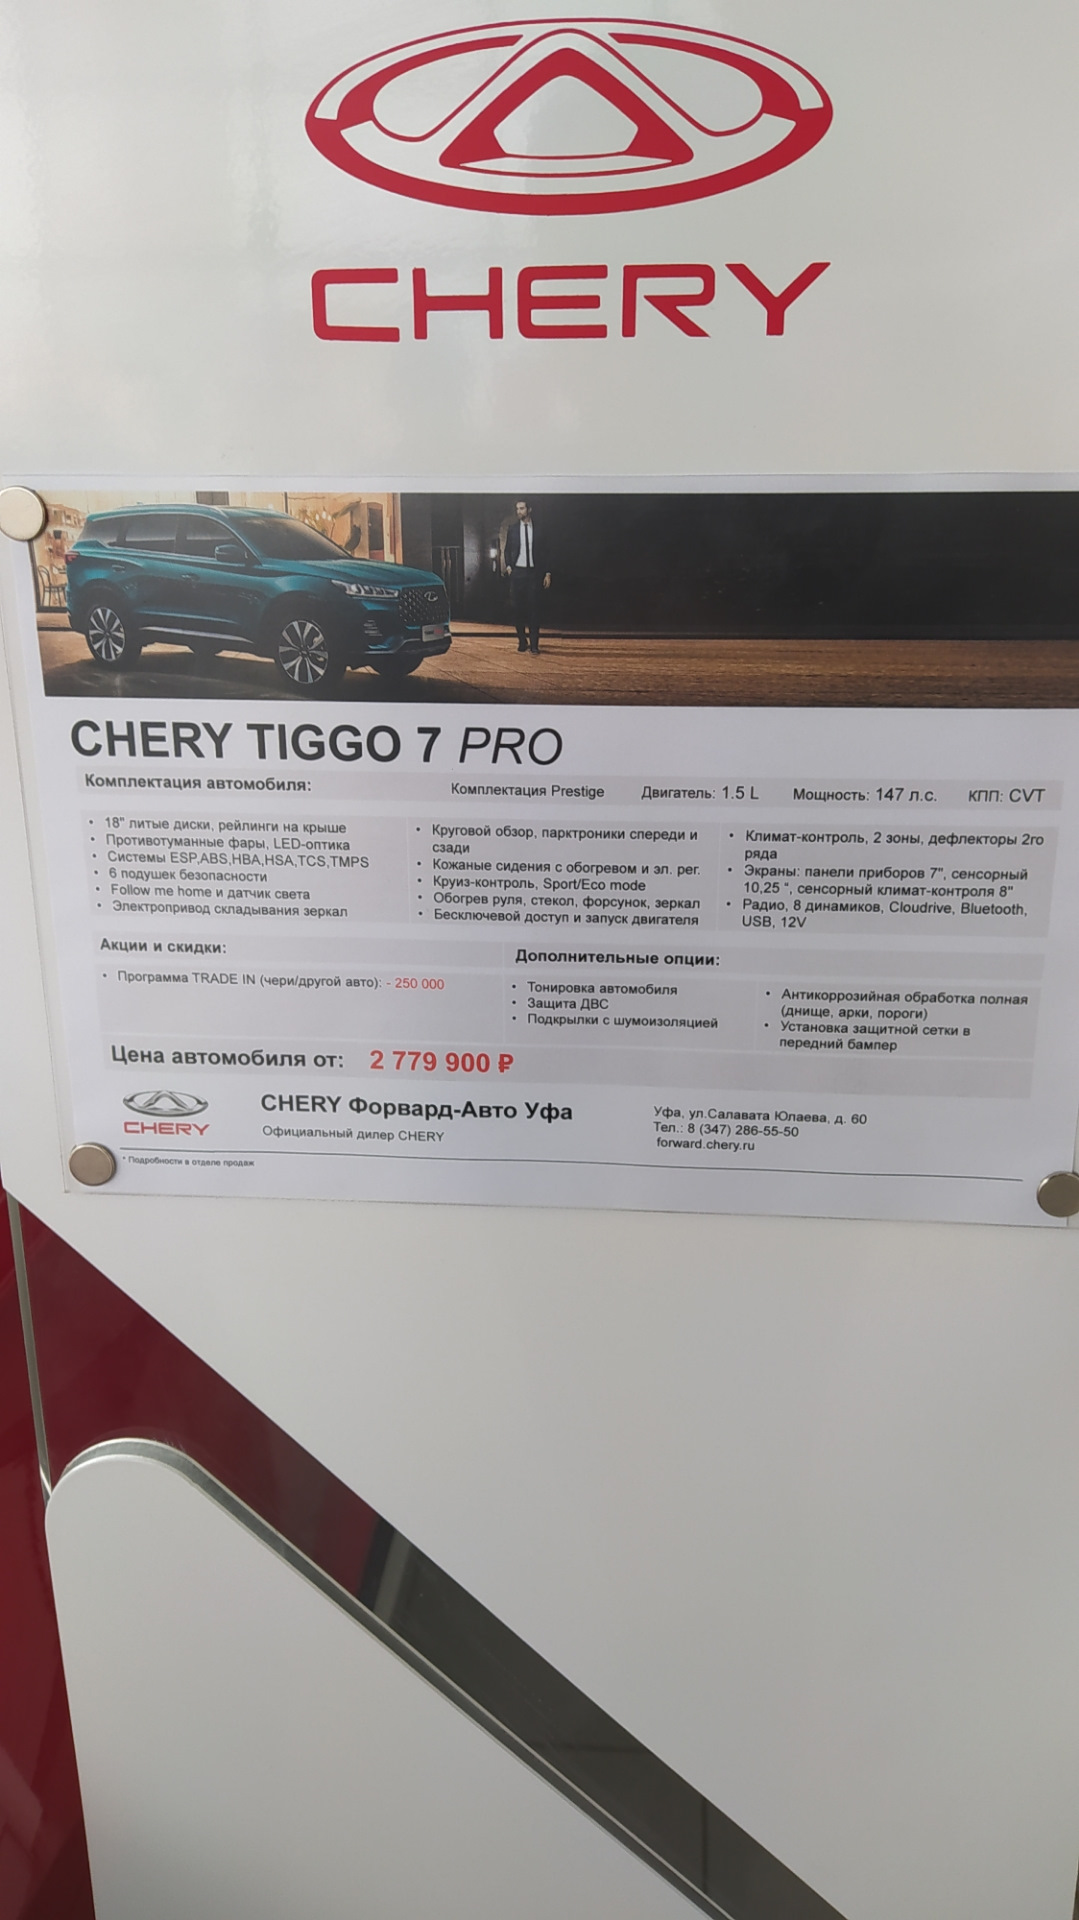 CHERY
CHERY TIGGO 7 PRO
Комплектация автомобиля: Комплектация Prestige Двигатель: 1.5 L Мощность: 147 л.с. КПП: CVT
• 18" литые диски, рейлинги на крыше
• Противотуманные фары, LED-оптика
• Системы ESP,ABS,HBA,HSA,TCS,TMPS
• 6 подушек безопасности
• Follow me home и датчик света
• Электропривод складывания зеркал
• Круговой обзор, парктроники спереди и
сзади
• Кожаные сидения с обогревом и эл. рег.
• Круиз-контроль, Sport/Eco mode
• Обогрев руля, стекол, форсунок, зеркал
• Бесключевой доступ и запуск двигателя
• Климат-контроль, 2 зоны, дефлекторы 2го
ряда
• Экраны: панели приборов 7", сенсорный
10,25 ", сенсорный климат-контроля 8"
• Радио, 8 динамиков, Cloudrive, Bluetooth,
USB, 12V
Акции и скидки:
• Программа TRADE IN (чери/другой авто): - 250 000
Дополнительные опции:
• Тонировка автомобиля
• Защита ДВС
• Подкрылки с шумоизоляцией
• Антикоррозийная обработка полная
(днище, арки, пороги)
• Установка защитной сетки в
передний бампер
Цена автомобиля от: 2 779 900 ₽
CHERY
CHERY Форвард-Авто Уфа
Официальный дилер CHERY
Уфа, ул.Салавата Юлаева, д. 60
Тел.: 8 (347) 286-55-50
forward.chery.ru
* Подробности в отделе продаж